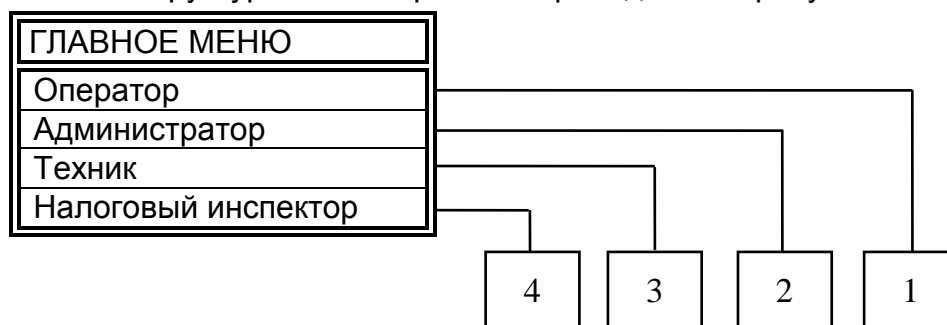 ГЛАВНОЕ МЕНЮ
Оператор
Администратор
Техник
Налоговый инспектор
4 3 2 1